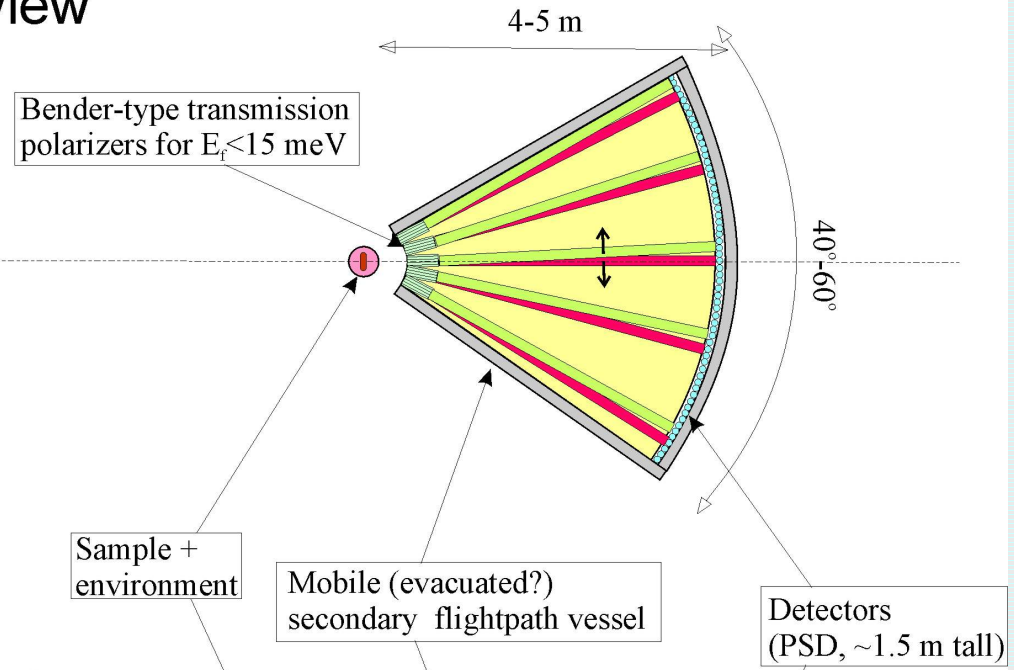 4-5 m
Bender-type transmission
polarizers for Ef<15 meV
40°-60°
Sample +
environment
Mobile (evacuated?)
secondary flightpath vessel
Detectors
(PSD, ~1.5 m tall)